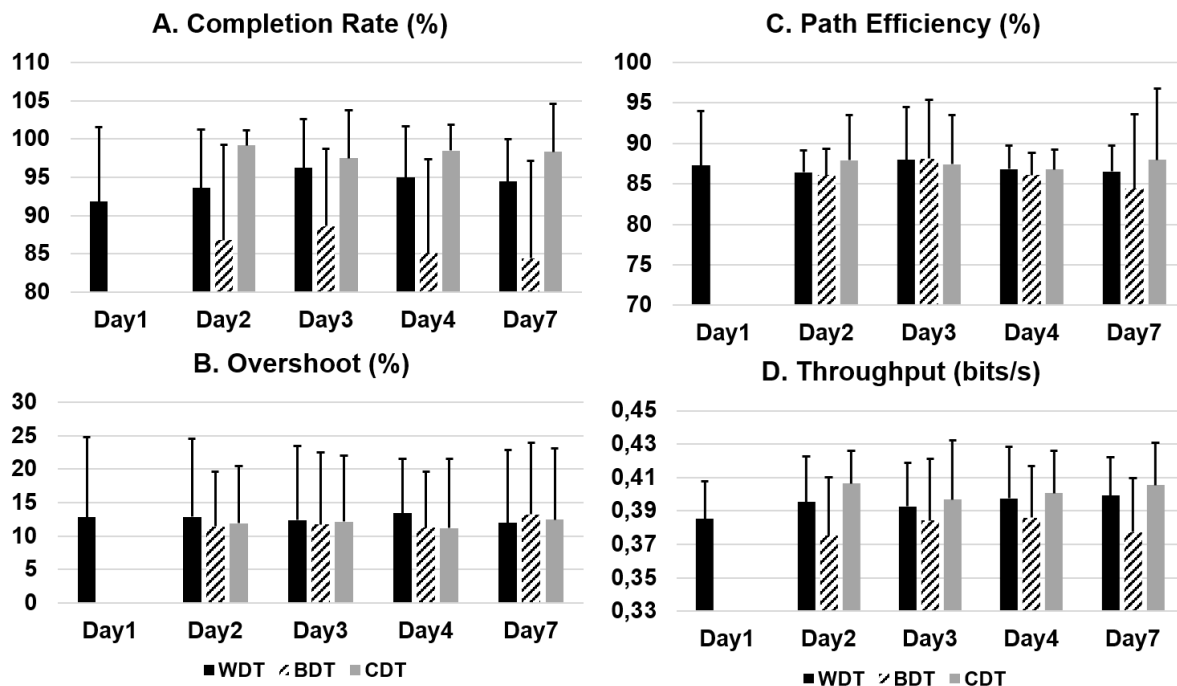 A. Completion Rate (%)
110
105
100
95
90
85
80
Day1 Day2 Day3 Day4 Day7
B. Overshoot (%)
30
25
20
15
10
5
0
Day1 Day2 Day3 Day4 Day7
WDT BDT CDT
C. Path Efficiency (%)
100
95
90
85
80
75
70
Day1 Day2 Day3 Day4 Day7
D. Throughput (bits/s)
0,45
0,43
0,41
0,39
0,37
0,35
0,33
Day1 Day2 Day3 Day4 Day7
WDT BDT CDT